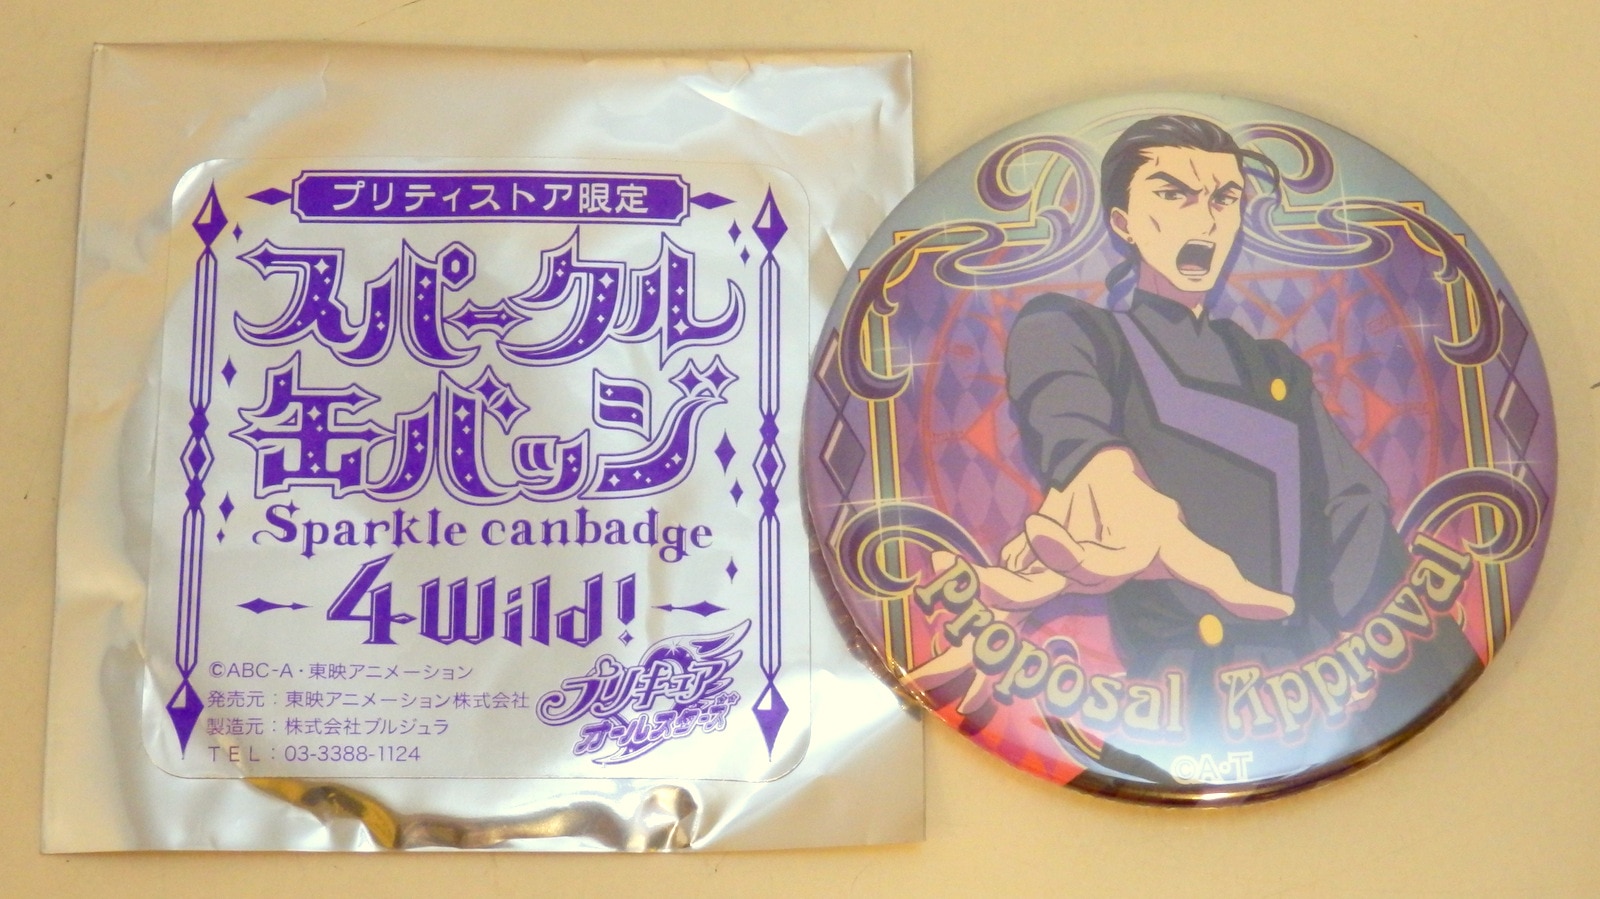 プリティストア限定
スパークル
缶バッジ
Sparkle canbadge
4 Wild!
©ABC-A・東映アニメーション
発売元：東映アニメーション株式会社
製造元：株式会社ブルジュラ
TEL：03-3388-1124
プリキュア
オールスターズ
Proposal Approval
©A・T